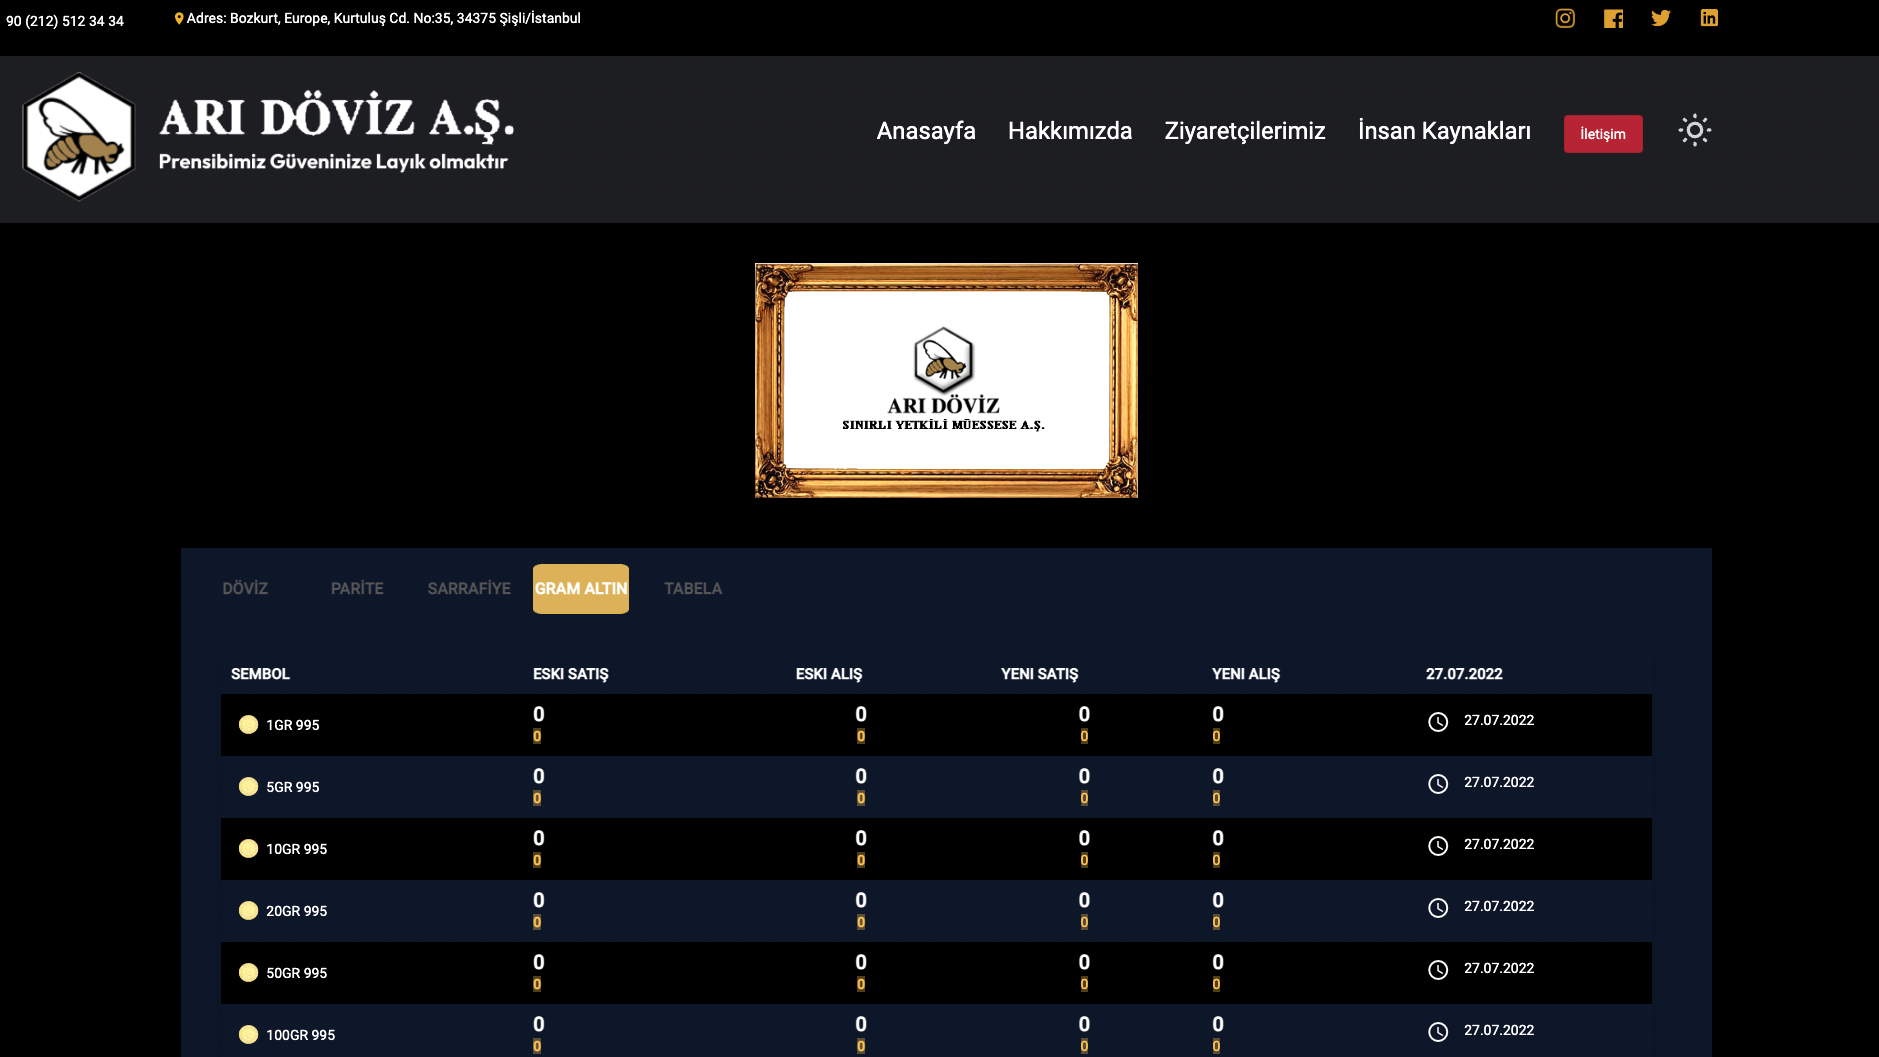 90 (212) 512 34 34
Adres: Bozkurt, Europe, Kurtuluş Cd. No:35, 34375 Şişli/İstanbul
ARI DÖVİZ A.Ş.
Prensibimiz Güveninize Layık olmaktır
Anasayfa Hakkımızda Ziyaretçilerimiz İnsan Kaynakları İletişim
ARI DÖVİZ
SINIRLI YETKİLİ MÜESSESE A.Ş.
DÖVİZ PARİTE SARRAFİYE GRAM ALTIN TABELA
SEMBOL ESKI SATIŞ ESKI ALIŞ YENI SATIŞ YENI ALIŞ 27.07.2022
1GR 995 0 0 0 0 27.07.2022
0 0 0 0
5GR 995 0 0 0 0 27.07.2022
0 0 0 0
10GR 995 0 0 0 0 27.07.2022
0 0 0 0
20GR 995 0 0 0 0 27.07.2022
0 0 0 0
50GR 995 0 0 0 0 27.07.2022
0 0 0 0
100GR 995 0 0 0 0 27.07.2022
0 0 0 0